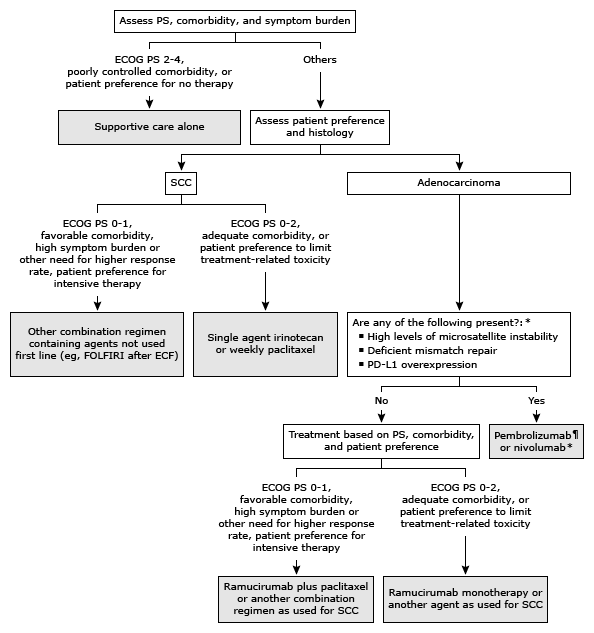 Assess PS, comorbidity, and symptom burden
ECOG PS 2-4,
poorly controlled comorbidity, or
patient preference for no therapy
Others
Supportive care alone
Assess patient preference
and histology
SCC
Adenocarcinoma
ECOG PS 0-1,
favorable comorbidity,
high symptom burden or
other need for higher response
rate, patient preference for
intensive therapy
ECOG PS 0-2,
adequate comorbidity, or
patient preference to limit
treatment-related toxicity
Other combination regimen
containing agents not used
first line (eg, FOLFIRI after ECF)
Single agent irinotecan
or weekly paclitaxel
Are any of the following present?:*
▪ High levels of microsatellite instability
▪ Deficient mismatch repair
▪ PD-L1 overexpression
No
Yes
Treatment based on PS, comorbidity,
and patient preference
Pembrolizumab¶
or nivolumab*
ECOG PS 0-1,
favorable comorbidity,
high symptom burden or
other need for higher response
rate, patient preference for
intensive therapy
ECOG PS 0-2,
adequate comorbidity, or
patient preference to limit
treatment-related toxicity
Ramucirumab plus paclitaxel
or another combination
regimen as used for SCC
Ramucirumab monotherapy or
another agent as used for SCC